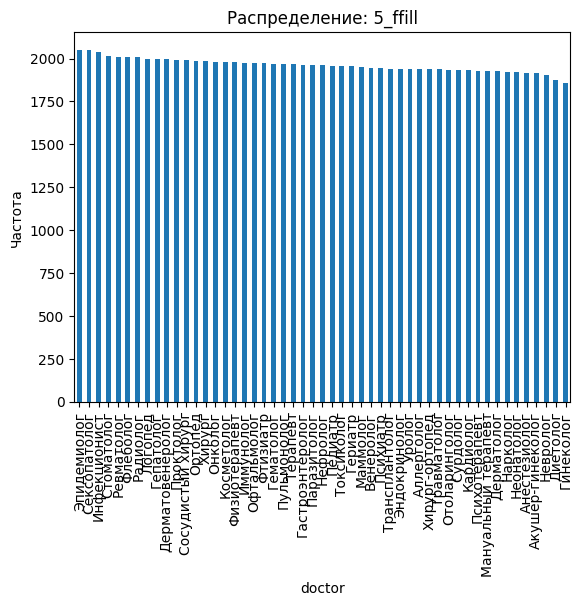 Распределение: 5_ffill
Частота
2000
1750
1500
1250
1000
750
500
250
0
Эпидемиолог
Сексопатолог
Инфекционист
Стоматолог
Ревматолог
Флеболог
Радиолог
Логопед
Гепатолог
Дерматовенеролог
Проктолог
Сосудистый хирург
Ортопед
Хирург
Онколог
Косметолог
Физиотерапевт
Иммунолог
Офтальмолог
Фтизиатр
Гематолог
Пульмонолог
Терапевт
Гастроэнтеролог
Паразитолог
Нефролог
Педиатр
Токсиколог
Гериатр
Маммолог
Венеролог
Психиатр
Трансплантолог
Эндокринолог
Уролог
Аллерголог
Хирург-ортопед
Травматолог
Отоларинголог
Сурдолог
Кардиолог
Психотерапевт
Мануальный терапевт
Дерматолог
Нарколог
Неонатолог
Анестезиолог
Акушер-гинеколог
Невролог
Диетолог
Гинеколог
doctor